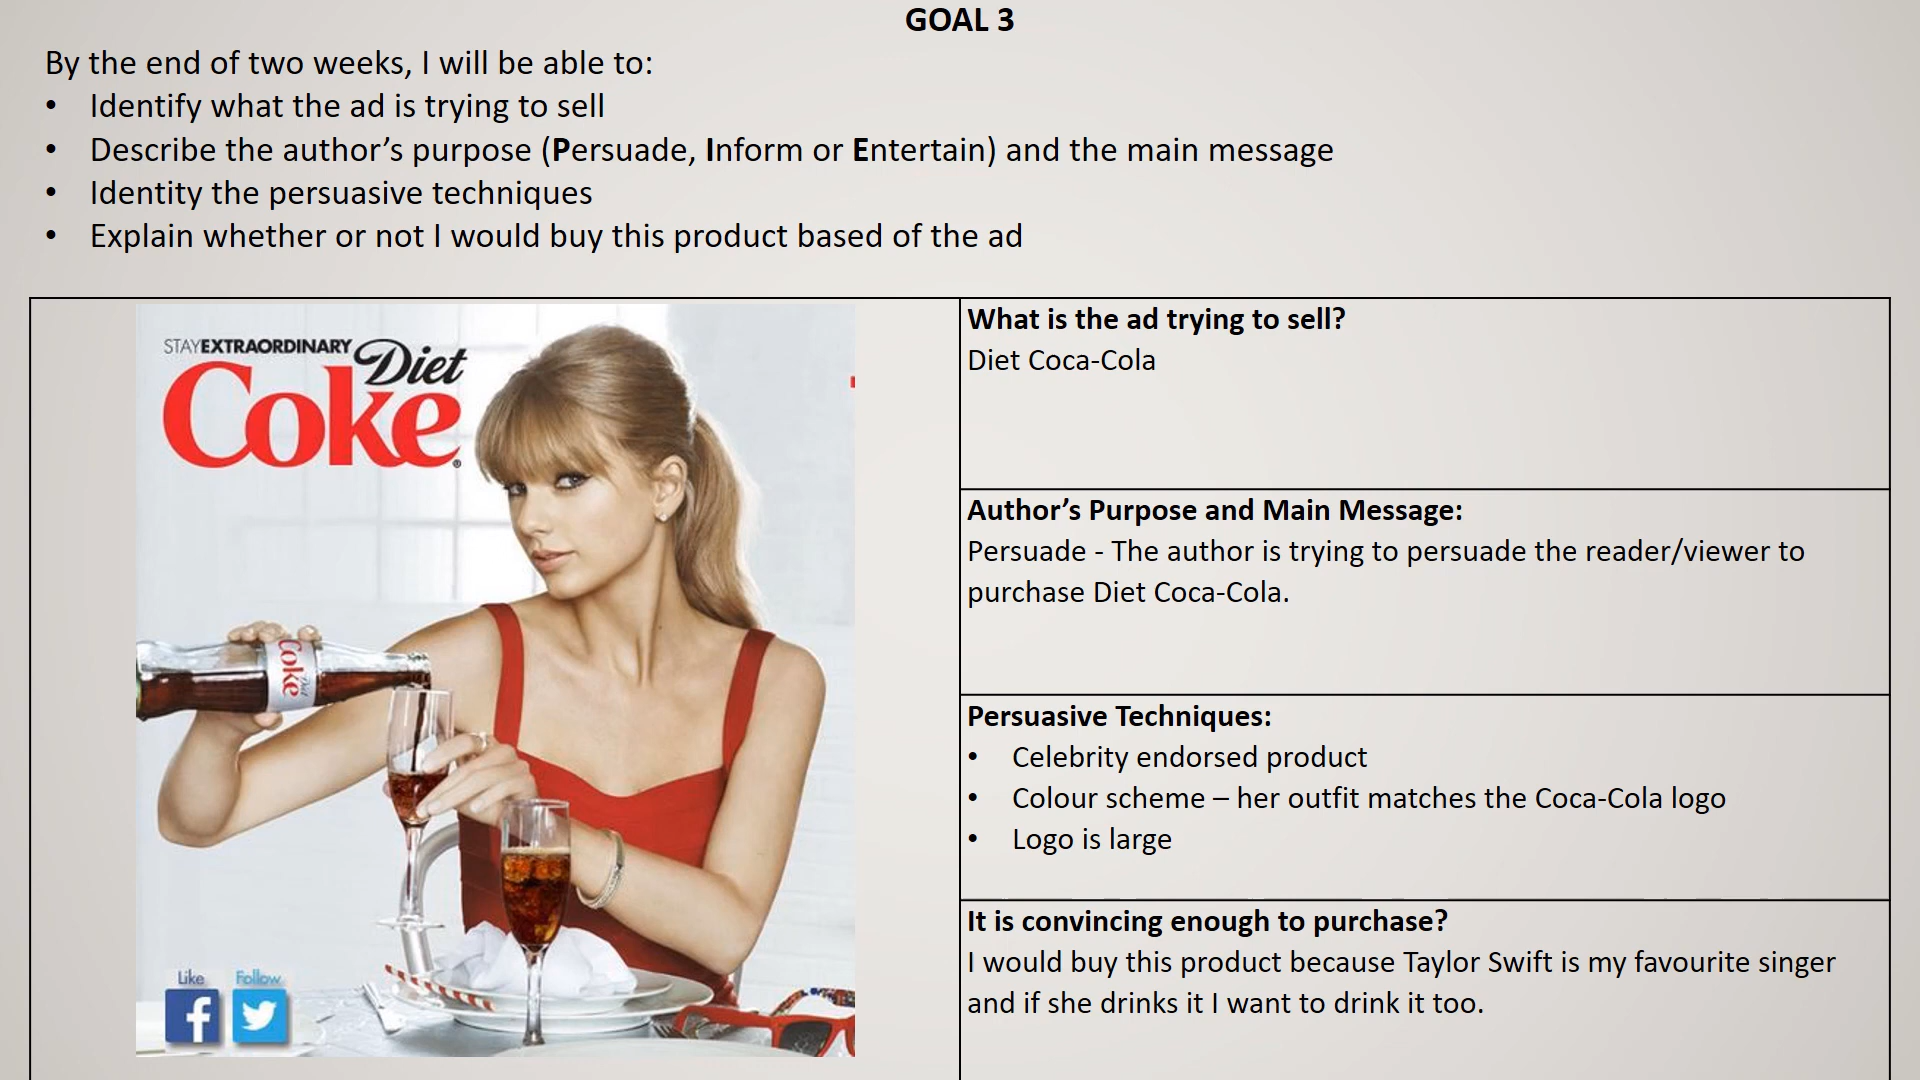 GOAL 3
By the end of two weeks, I will be able to:
• Identify what the ad is trying to sell
• Describe the author’s purpose (Persuade, Inform or Entertain) and the main message
• Identity the persuasive techniques
• Explain whether or not I would buy this product based of the ad
STAYEXTRAORDINARY
Diet
Coke
Diet Coke
Like Follow
What is the ad trying to sell?
Diet Coca-Cola
Author’s Purpose and Main Message:
Persuade - The author is trying to persuade the reader/viewer to
purchase Diet Coca-Cola.
Persuasive Techniques:
• Celebrity endorsed product
• Colour scheme – her outfit matches the Coca-Cola logo
• Logo is large
It is convincing enough to purchase?
I would buy this product because Taylor Swift is my favourite singer
and if she drinks it I want to drink it too.